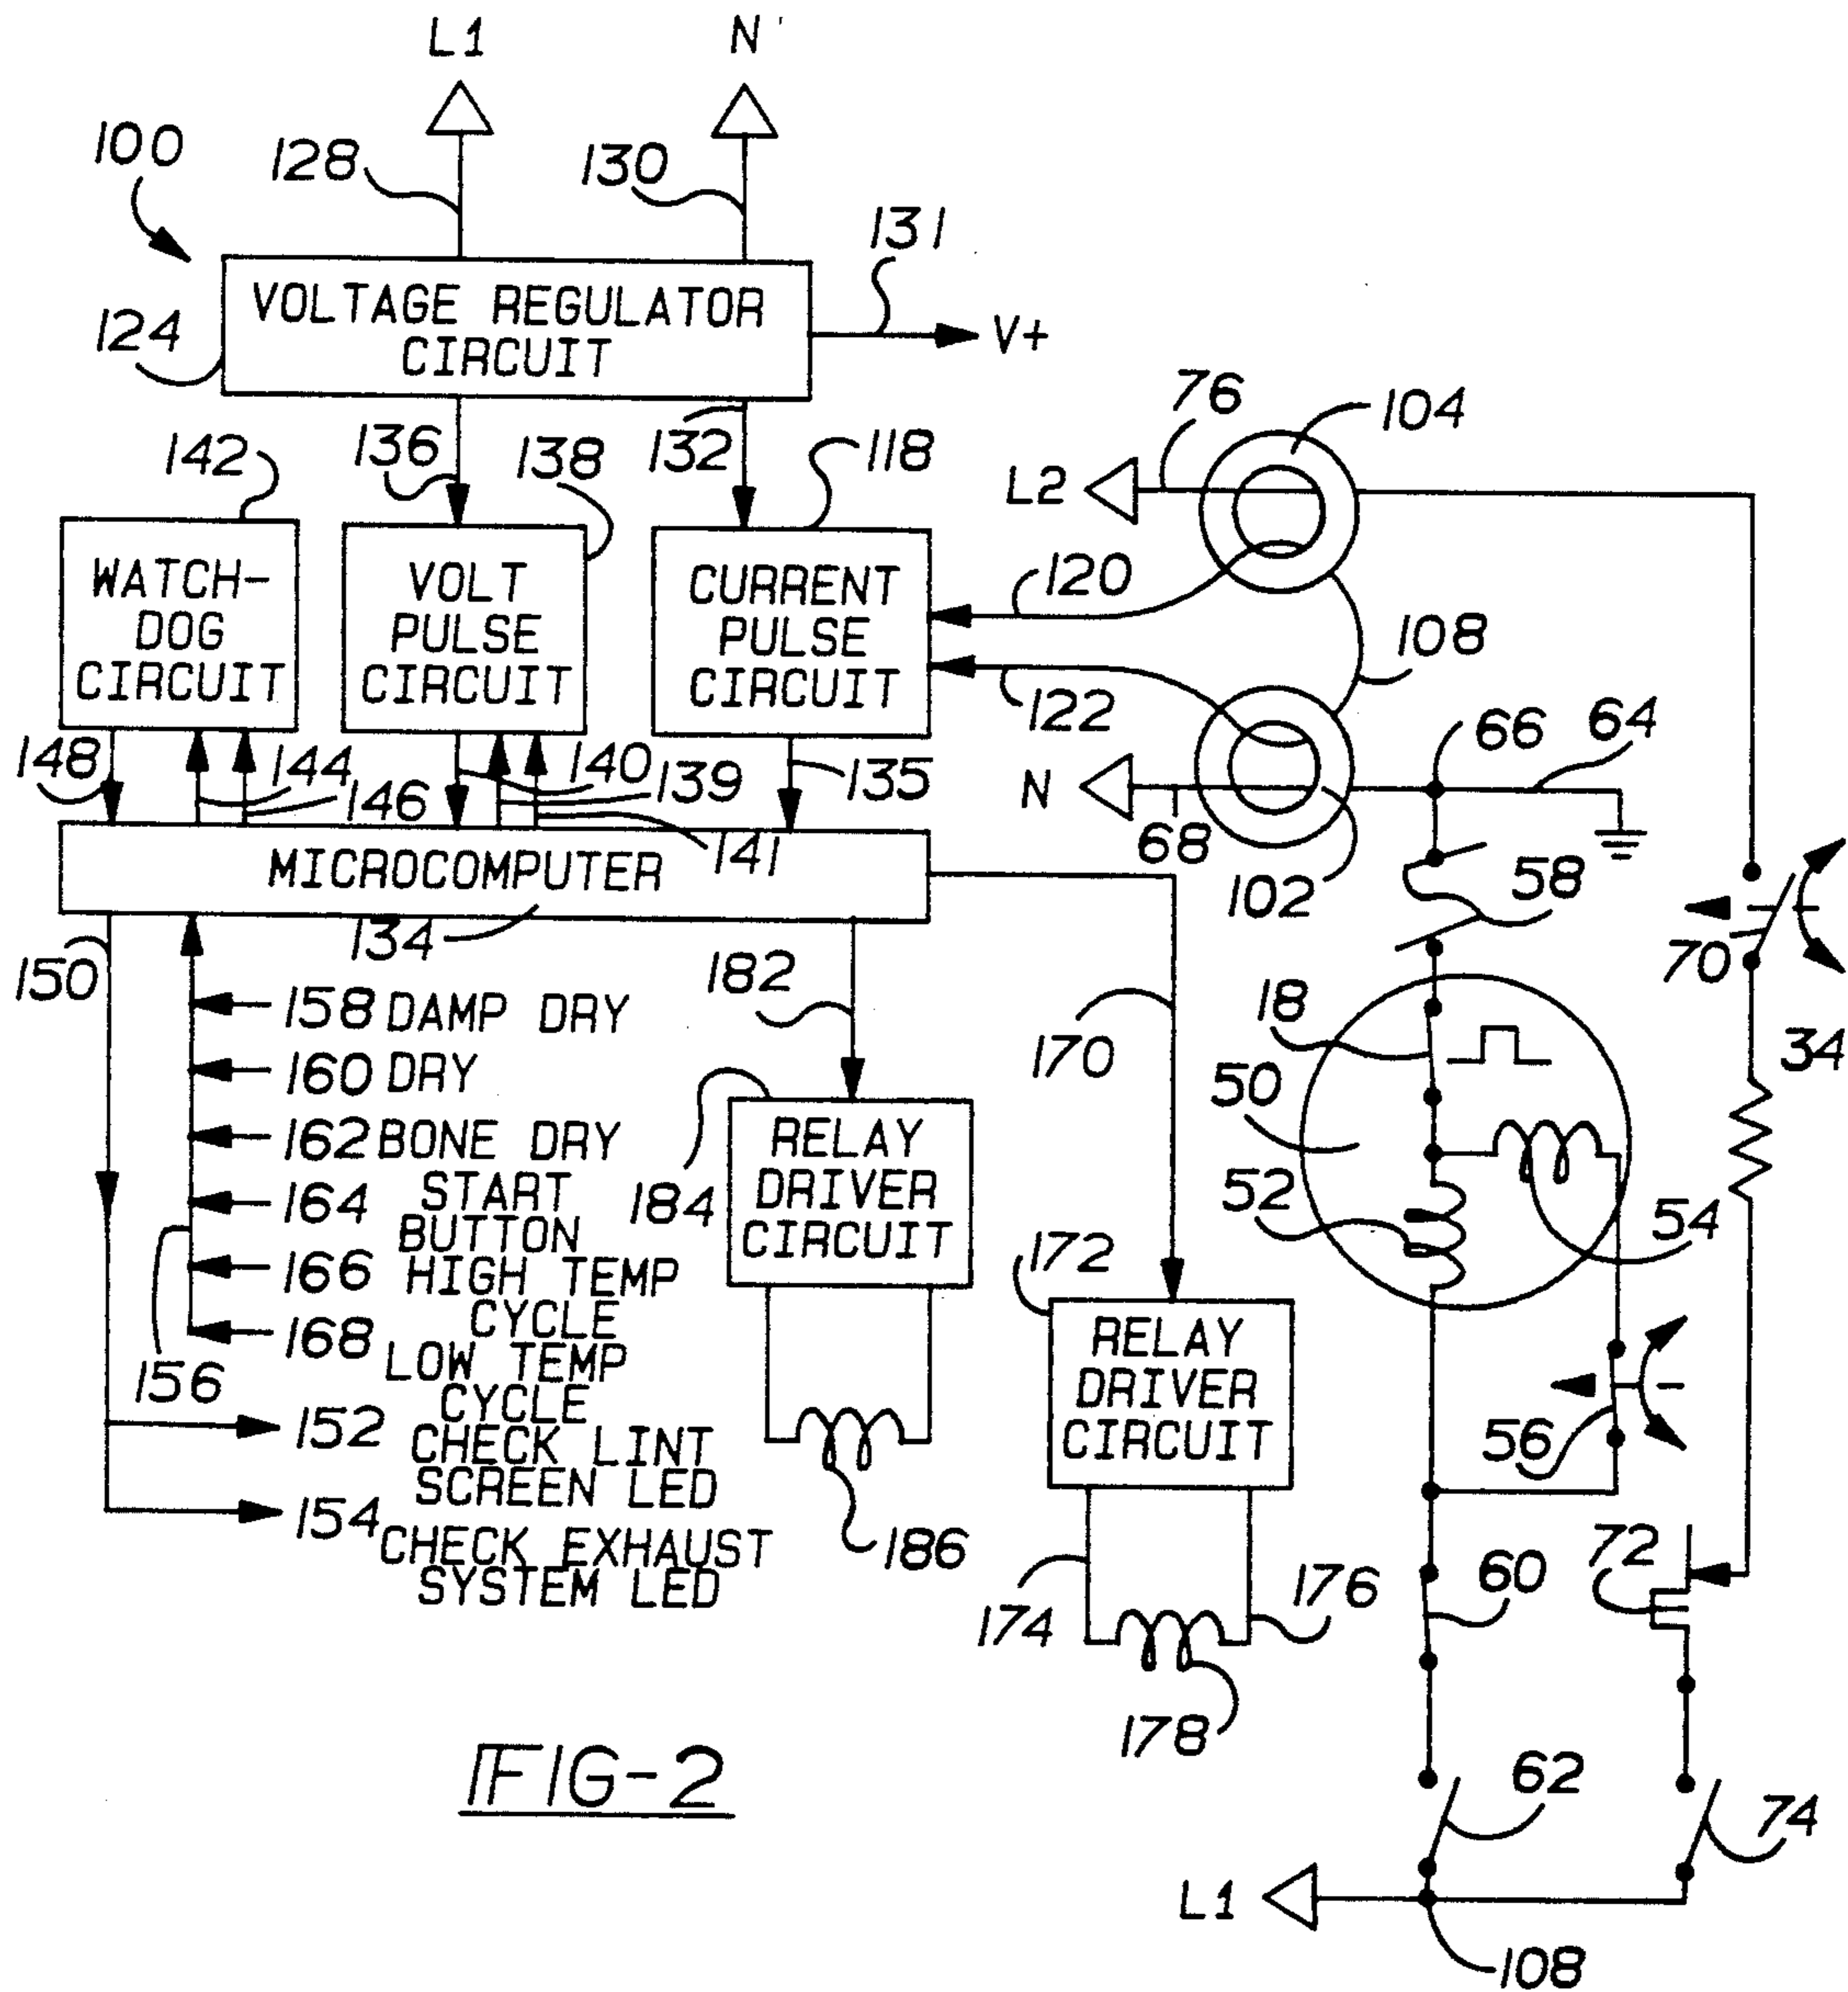 L1
N
100
128
130
131
VOLTAGE REGULATOR
CIRCUIT
V+
124
76
104
142
136
138
132
118
L2
WATCH-
DOG
CIRCUIT
VOLT
PULSE
CIRCUIT
CURRENT
PULSE
CIRCUIT
120
108
122
66
64
148
144
146
140
139
135
N
68
141
MICROCOMPUTER
102
58
134
150
182
70
158 DAMP DRY
18
170
34
160 DRY
50
162 BONE DRY
RELAY
DRIVER
CIRCUIT
184
52
54
164 START
BUTTON
166 HIGH TEMP
CYCLE
172
168 LOW TEMP
CYCLE
RELAY
DRIVER
CIRCUIT
156
56
152 CHECK LINT
SCREEN LED
154 CHECK EXHAUST
SYSTEM LED
186
72
60
174
176
178
FIG-2
62
74
L1
108